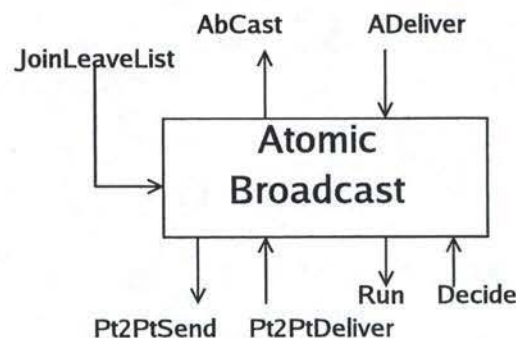 AbCast ADeliver
JoinLeaveList
Atomic
Broadcast
Run Decide
Pt2PtSend Pt2PtDeliver